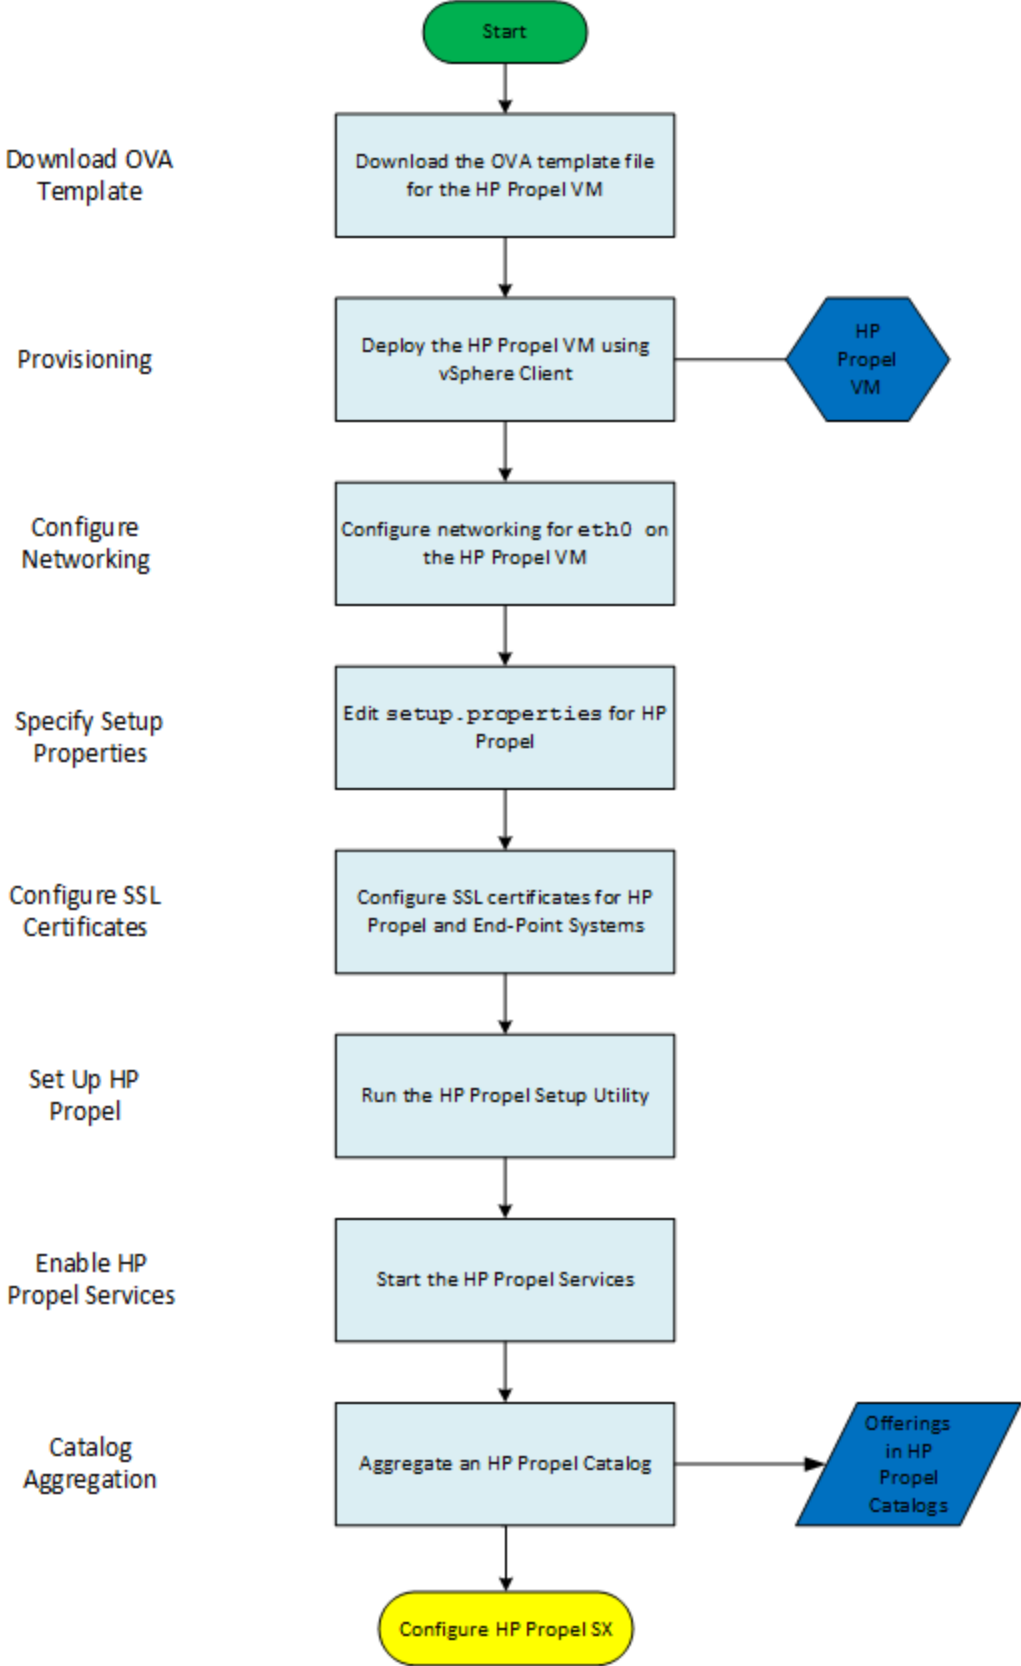 Start
Download OVA
Template
Download the OVA template file
for the HP Propel VM
Provisioning
Deploy the HP Propel VM using
vSphere Client
HP
Propel
VM
Configure
Networking
Configure networking for eth0 on
the HP Propel VM
Specify Setup
Properties
Edit setup.properties for HP
Propel
Configure SSL
Certificates
Configure SSL certificates for HP
Propel and End-Point Systems
Set Up HP
Propel
Run the HP Propel Setup Utility
Enable HP
Propel Services
Start the HP Propel Services
Catalog
Aggregation
Aggregate an HP Propel Catalog
Offerings
in HP
Propel
Catalogs
Configure HP Propel SX